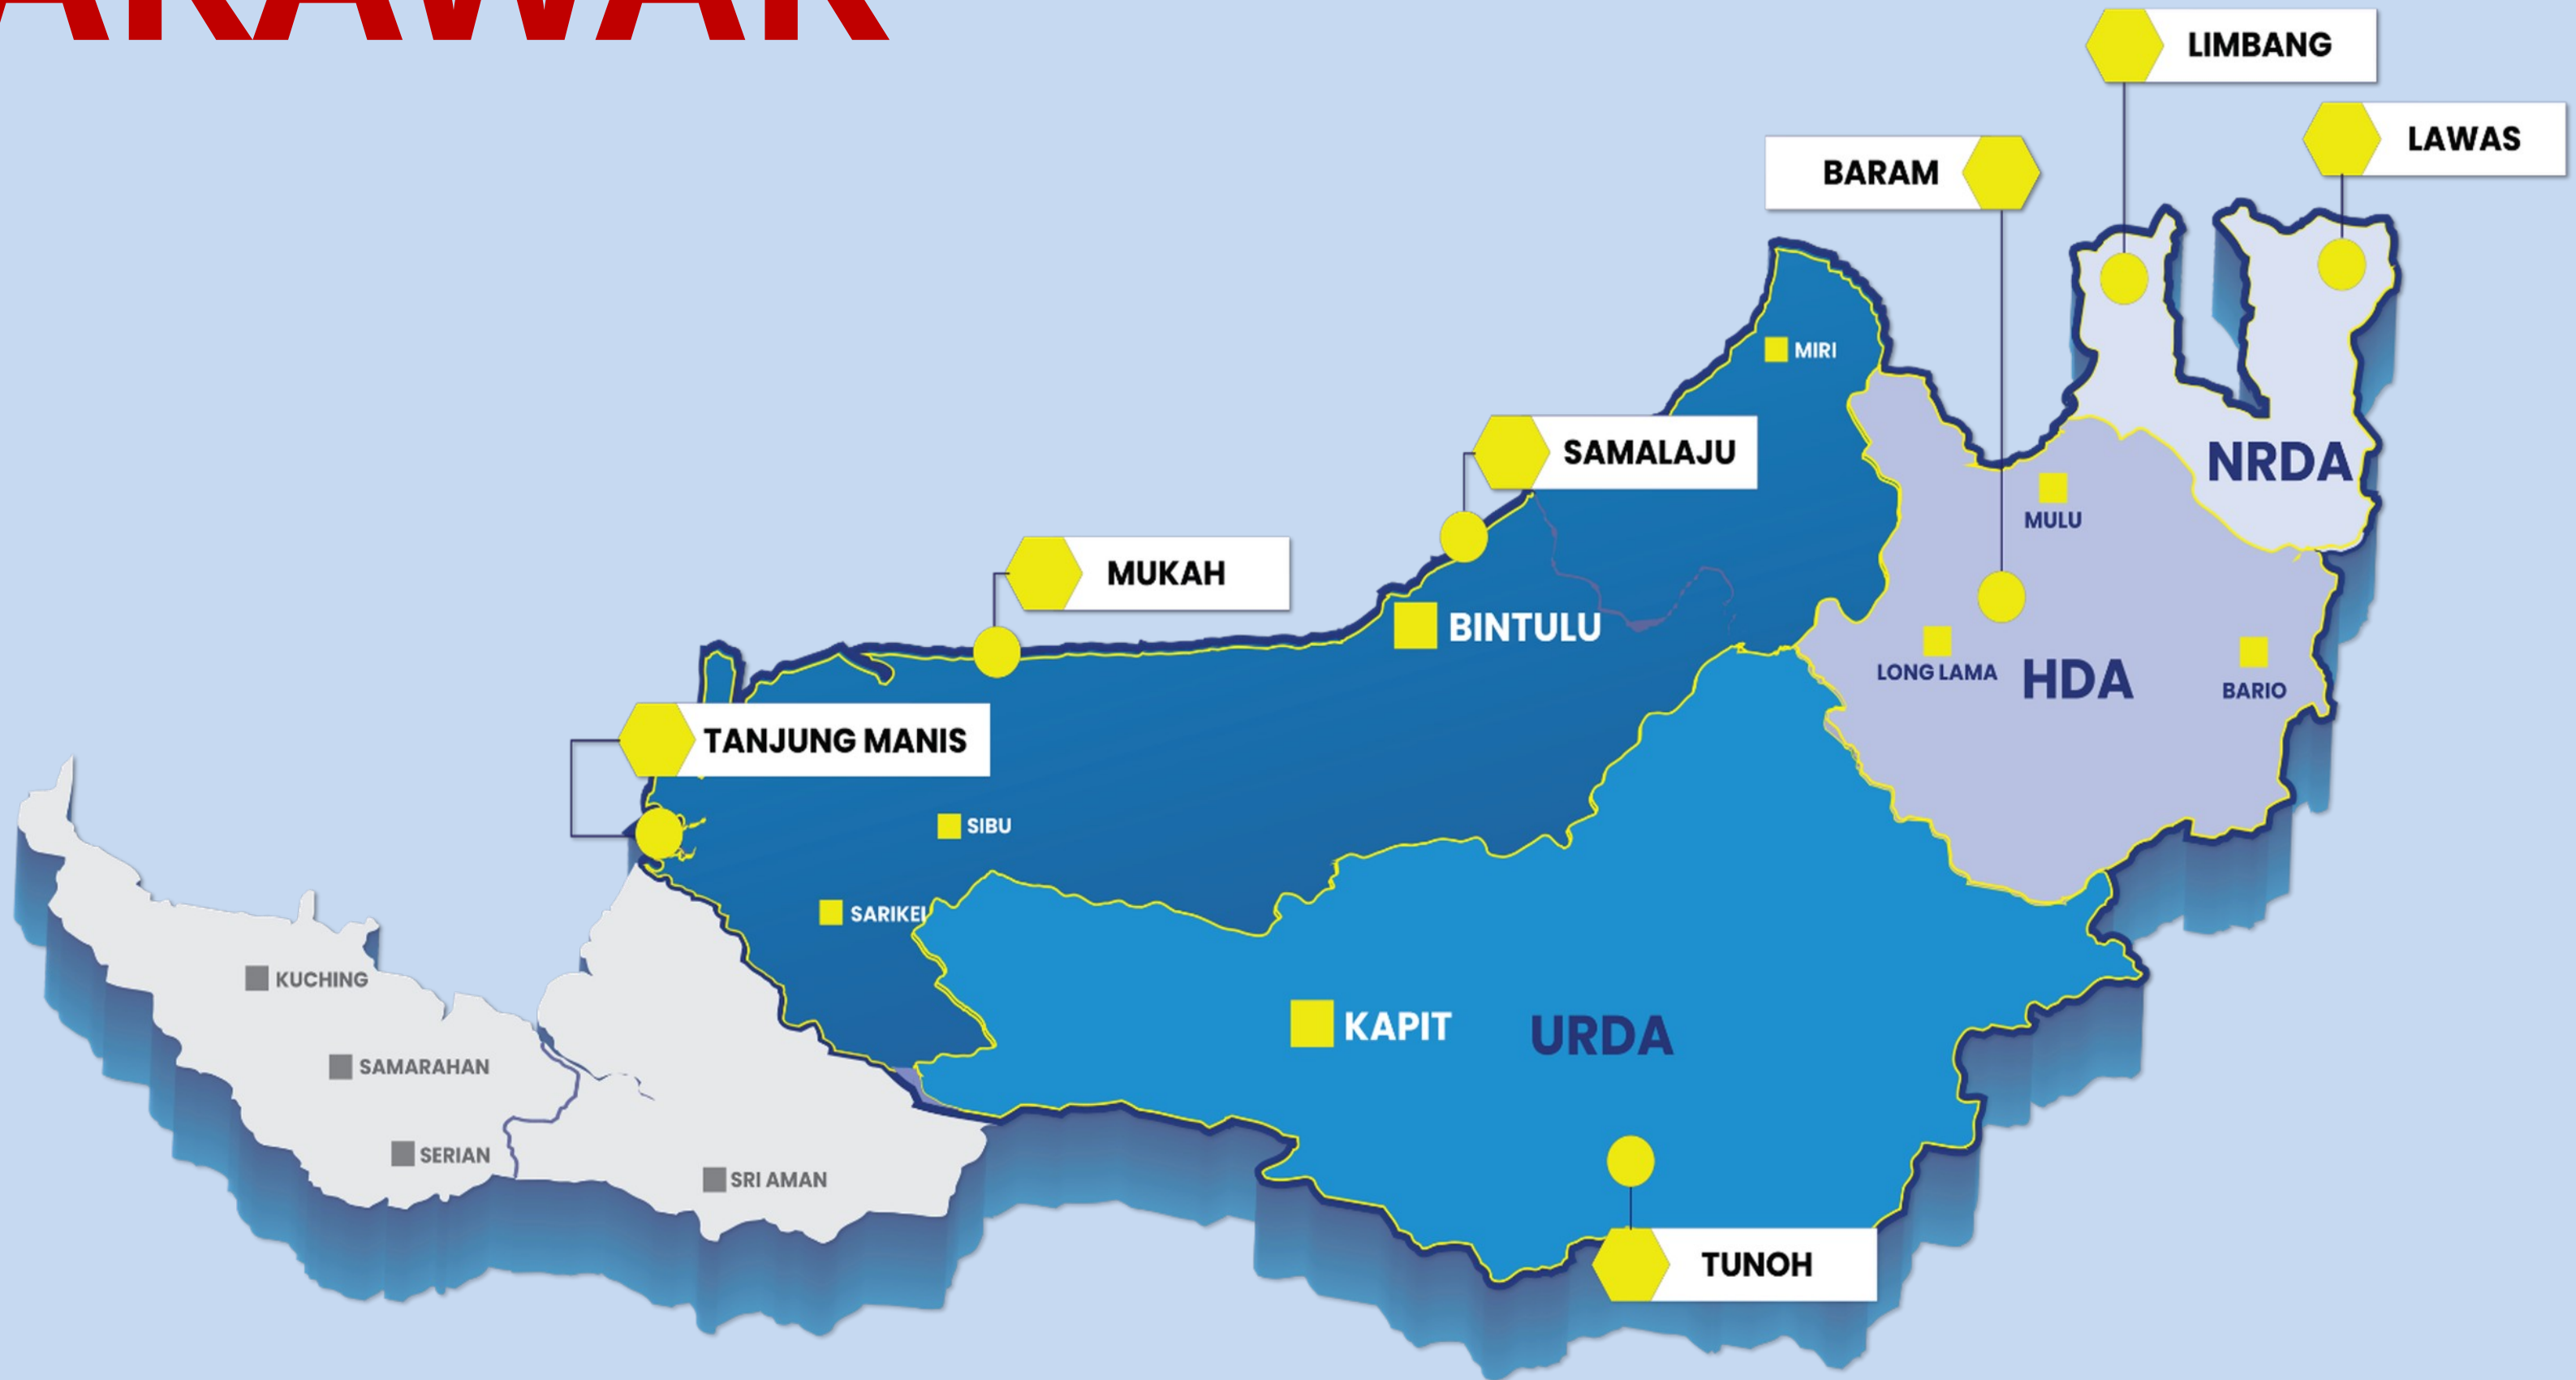 ARAWAK
LIMBANG
LAWAS
BARAM
MIRI
SAMALAJU
NRDA
MULU
MUKAH
BINTULU
LONG LAMA
HDA
BARIO
TANJUNG MANIS
SIBU
SARIKEI
KUCHING
KAPIT
URDA
SAMARAHAN
SERIAN
SRI AMAN
TUNOH